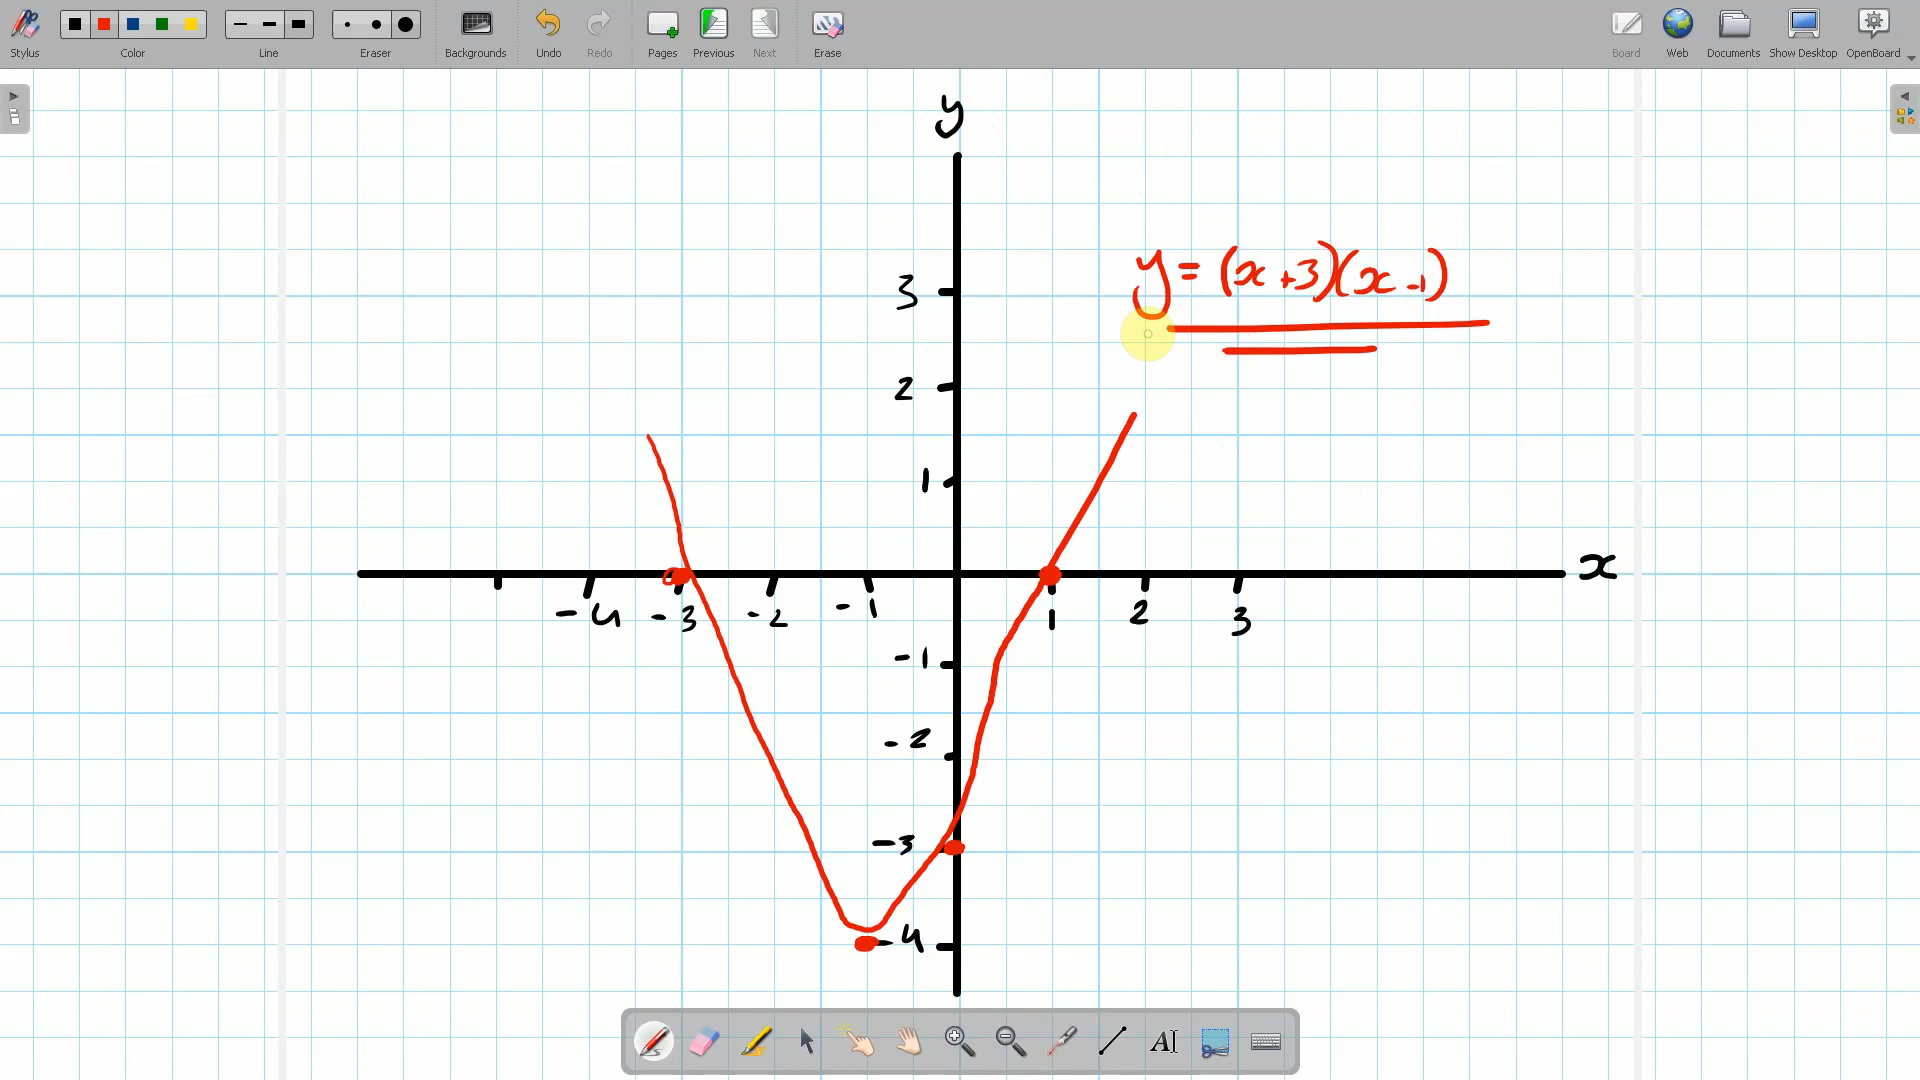 Stylus Color Line Eraser Backgrounds Undo Redo Pages Previous Next Erase Board Web Documents Show Desktop OpenBoard
y
y = (x+3)(x-1)
3
2
1
x
-4 -3 -2 -1 1 2 3
-1
-2
-3
-4
AI